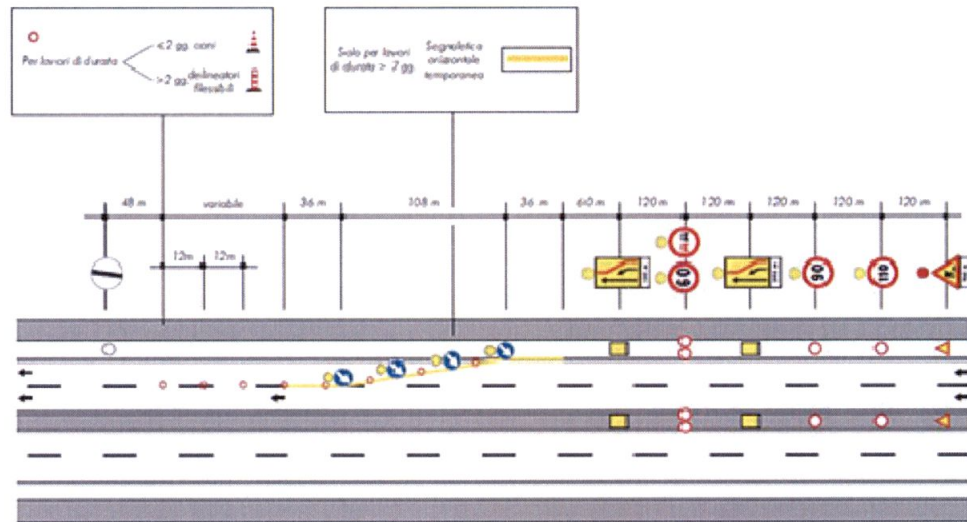 Per lavori di durata
<2 gg. coni
>2 gg. delineatori
flessibili
Solo per lavori
di durata ≥ 7 gg.
Segnaletica
orizzontale
temporanea
48 m
variabile
36 m
108 m
36 m
60 m
120 m
120 m
120 m
120 m
120 m
12m
12m
60
90
110